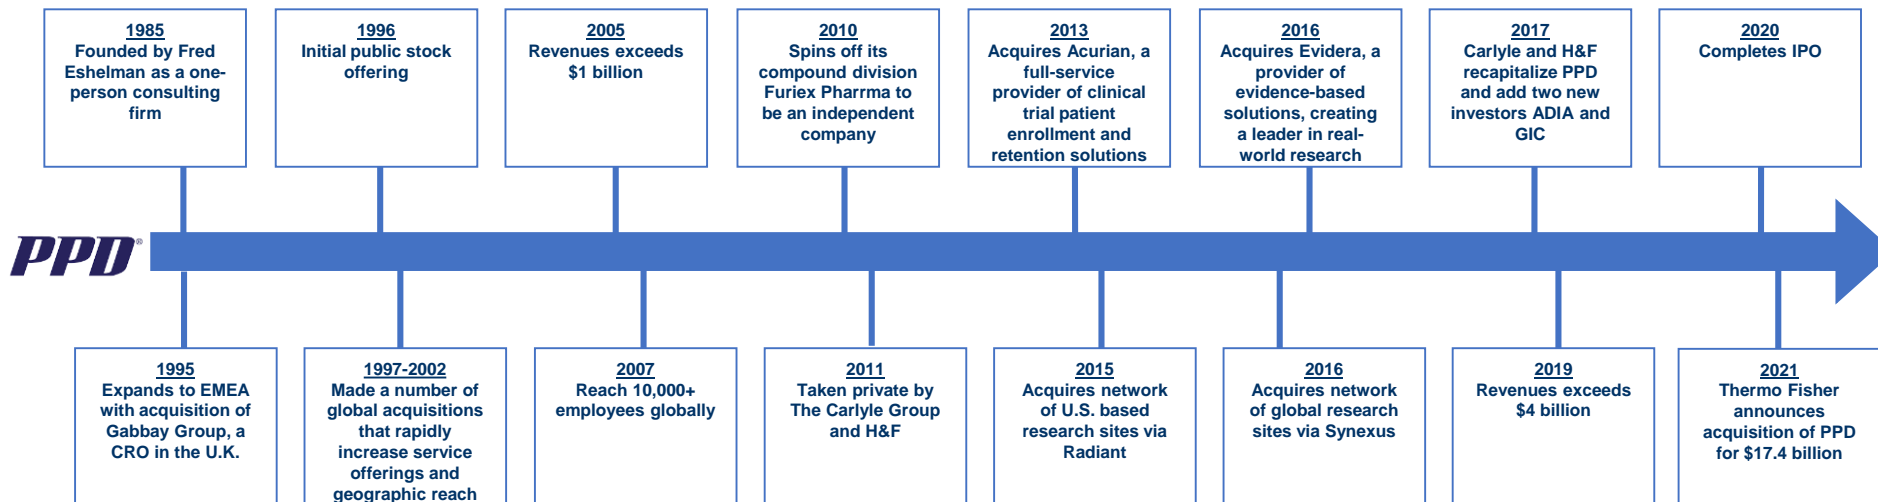 1985
Founded by Fred
Eshelman as a one-
person consulting
firm
1996
Initial public stock
offering
2005
Revenues exceeds
$1 billion
2010
Spins off its
compound division
Furiex Pharrma to
be an independent
company
2013
Acquires Acurian, a
full-service
provider of clinical
trial patient
enrollment and
retention solutions
2016
Acquires Evidera, a
provider of
evidence-based
solutions, creating
a leader in real-
world research
2017
Carlyle and H&F
recapitalize PPD
and add two new
investors ADIA and
GIC
2020
Completes IPO
PPD®
1995
Expands to EMEA
with acquisition of
Gabbay Group, a
CRO in the U.K.
1997-2002
Made a number of
global acquisitions
that rapidly
increase service
offerings and
geographic reach
2007
Reach 10,000+
employees globally
2011
Taken private by
The Carlyle Group
and H&F
2015
Acquires network
of U.S. based
research sites via
Radiant
2016
Acquires network
of global research
sites via Synexus
2019
Revenues exceeds
$4 billion
2021
Thermo Fisher
announces
acquisition of PPD
for $17.4 billion